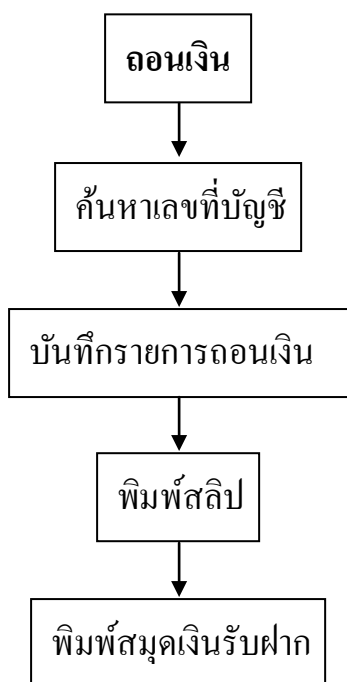 ถอนเงิน
ค้นหาเลขที่บัญชี
บันทึกรายการถอนเงิน
พิมพ์สลิป
พิมพ์สมุดเงินรับฝาก